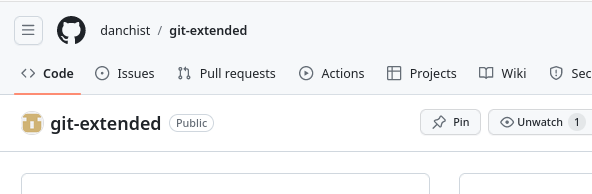 danchist / git-extended
Code Issues Pull requests Actions Projects Wiki Sec
git-extended Public Pin Unwatch 1